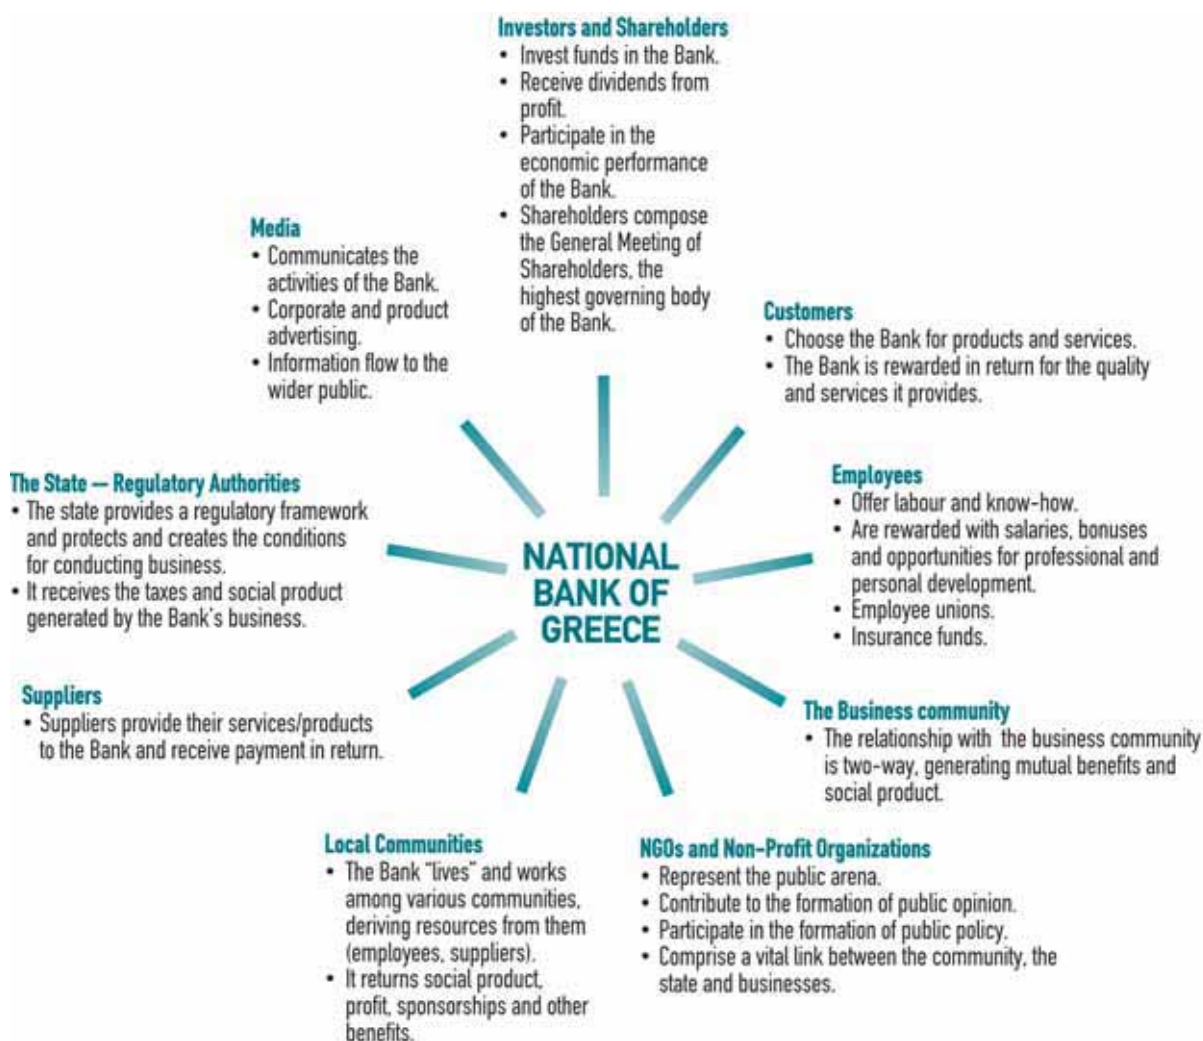 Investors and Shareholders
• Invest funds in the Bank.
• Receive dividends from
profit.
• Participate in the
economic performance
of the Bank.
• Shareholders compose
the General Meeting of
Shareholders, the
highest governing body
of the Bank.
Media
• Communicates the
activities of the Bank.
• Corporate and product
advertising.
• Information flow to the
wider public.
Customers
• Choose the Bank for products and services.
• The Bank is rewarded in return for the quality
and services it provides.
The State — Regulatory Authorities
• The state provides a regulatory framework
and protects and creates the conditions
for conducting business.
• It receives the taxes and social product
generated by the Bank's business.
Employees
• Offer labour and know-how.
• Are rewarded with salaries, bonuses
and opportunities for professional and
personal development.
• Employee unions.
• Insurance funds.
NATIONAL
BANK OF
GREECE
Suppliers
• Suppliers provide their services/products
to the Bank and receive payment in return.
The Business community
• The relationship with the business community
is two-way, generating mutual benefits and
social product.
Local Communities
• The Bank "lives" and works
among various communities,
deriving resources from them
(employees, suppliers).
• It returns social product,
profit, sponsorships and other
benefits.
NGOs and Non-Profit Organizations
• Represent the public arena.
• Contribute to the formation of public opinion.
• Participate in the formation of public policy.
• Comprise a vital link between the community, the
state and businesses.